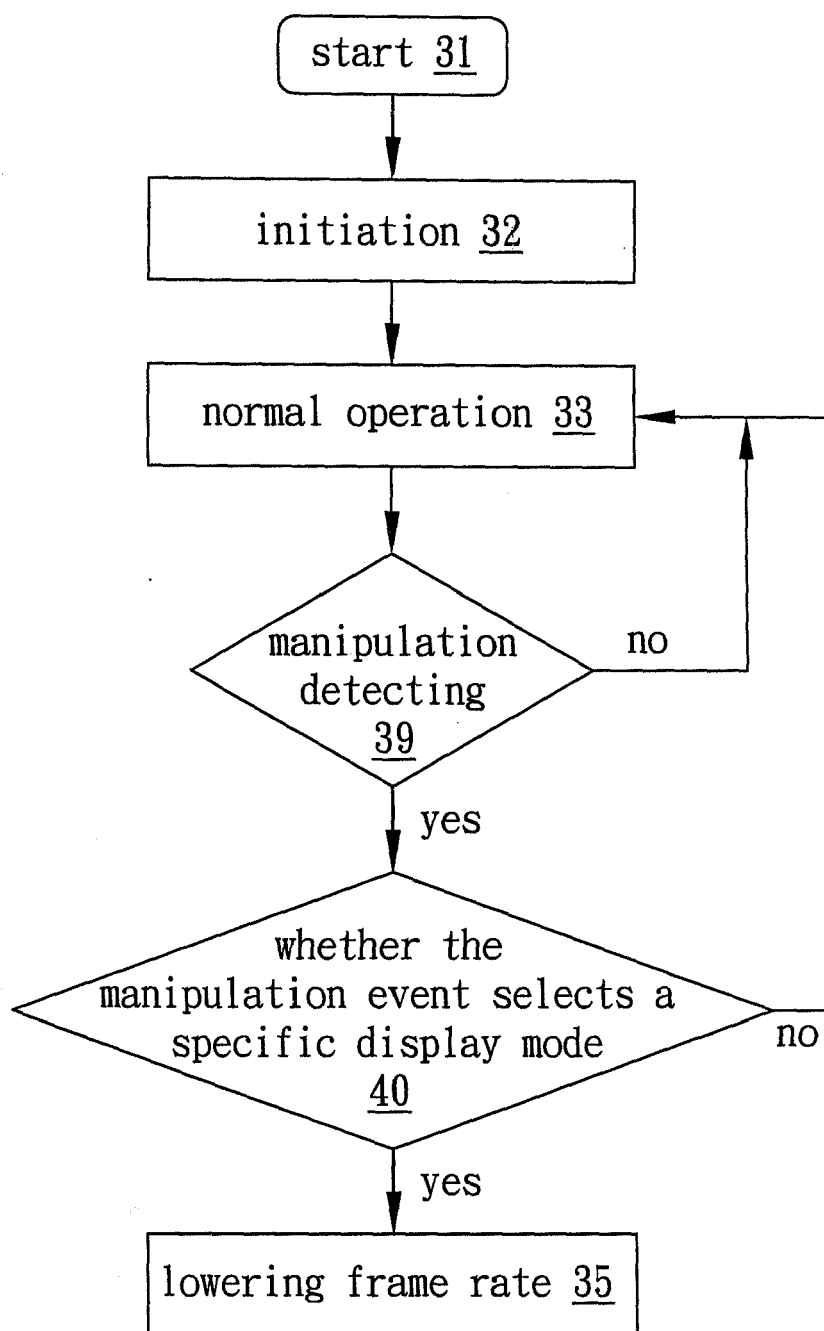 start 31
initiation 32
normal operation 33
manipulation
detecting
39
no
yes
whether the
manipulation event selects a
specific display mode
40
no
yes
lowering frame rate 35